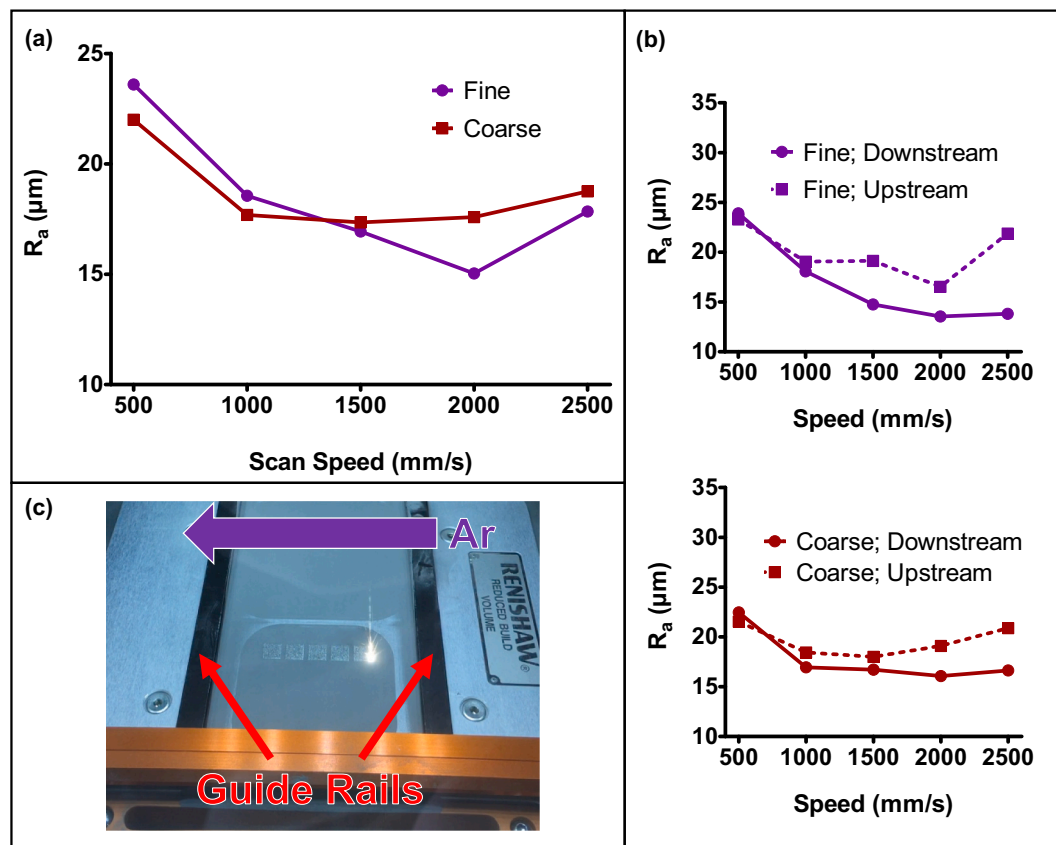 (a)
25
20
15
10
Rₐ (µm)
Fine
Coarse
500
1000
1500
2000
2500
Scan Speed (mm/s)
(b)
35
30
25
20
15
10
Rₐ (µm)
Fine; Downstream
Fine; Upstream
500
1000
1500
2000
2500
Speed (mm/s)
35
30
25
20
15
10
Rₐ (µm)
Coarse; Downstream
Coarse; Upstream
500
1000
1500
2000
2500
Speed (mm/s)
(c)
Ar
RENISHAW®
REDUCED BUILD
VOLUME
Guide Rails